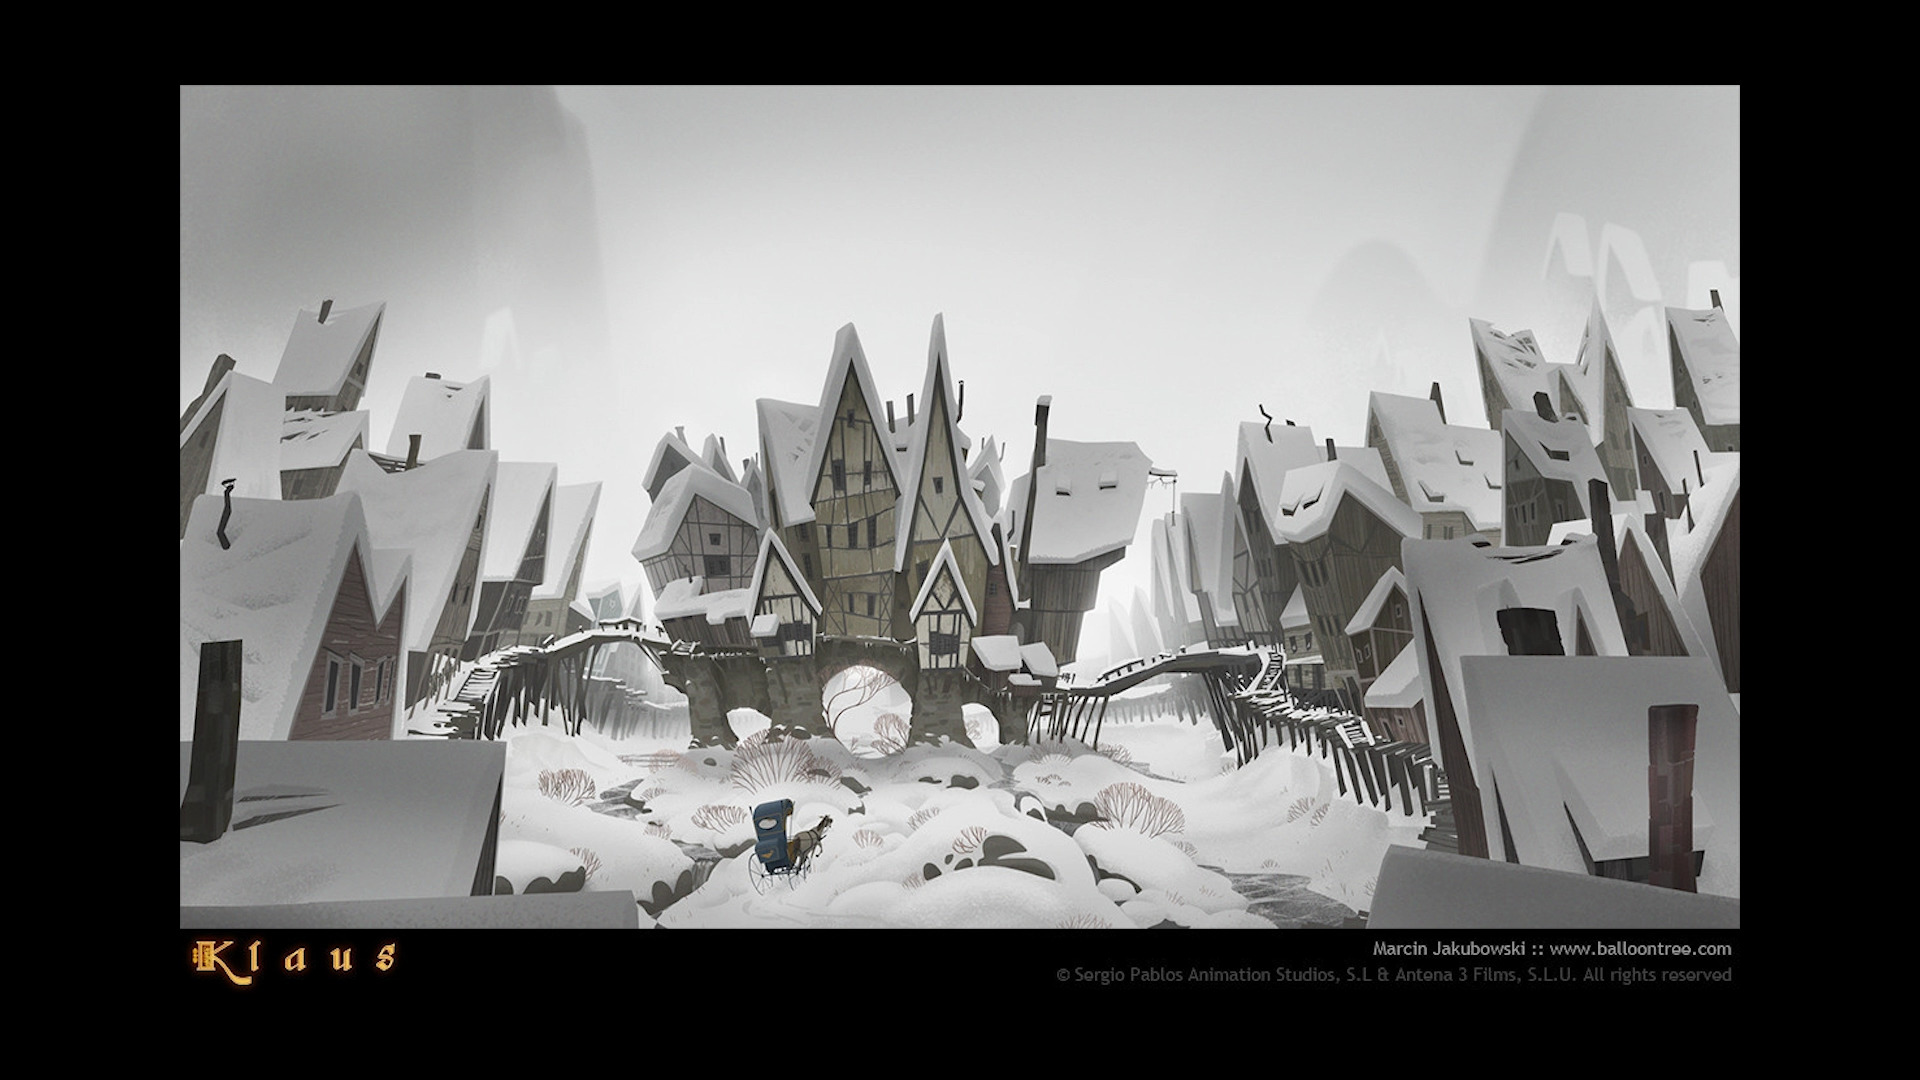 Klaus
Marcin Jakubowski :: www.balloontree.com
© Sergio Pablos Animation Studios, S.L & Antena 3 Films, S.L.U. All rights reserved